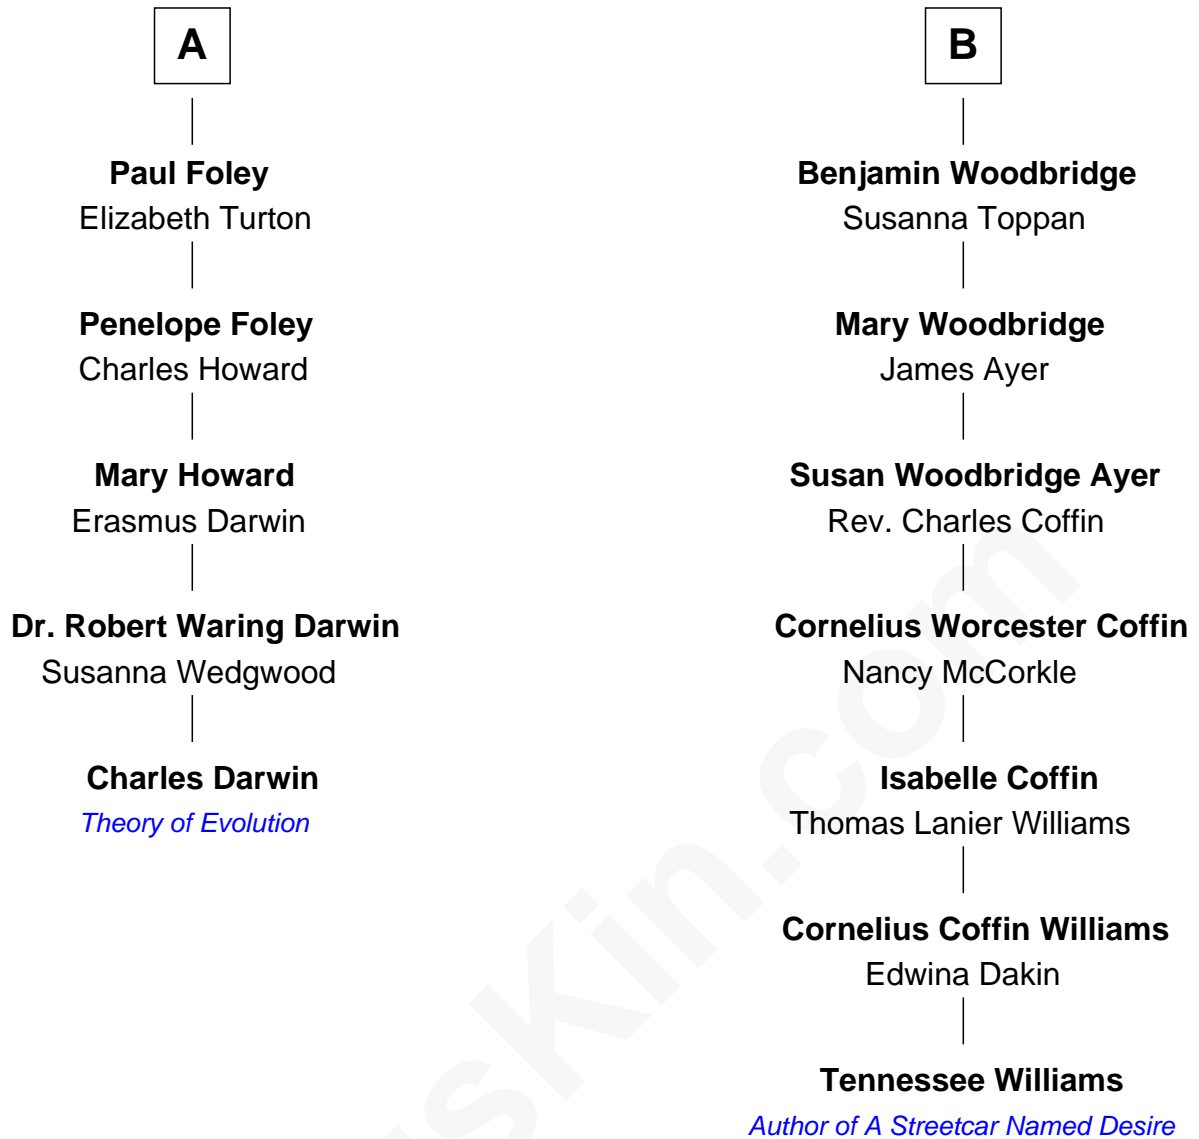 A
Paul Foley
Elizabeth Turton
Penelope Foley
Charles Howard
Mary Howard
Erasmus Darwin
Dr. Robert Waring Darwin
Susanna Wedgwood
Charles Darwin
Theory of Evolution
B
Benjamin Woodbridge
Susanna Toppan
Mary Woodbridge
James Ayer
Susan Woodbridge Ayer
Rev. Charles Coffin
Cornelius Worcester Coffin
Nancy McCorkle
Isabelle Coffin
Thomas Lanier Williams
Cornelius Coffin Williams
Edwina Dakin
Tennessee Williams
Author of A Streetcar Named Desire